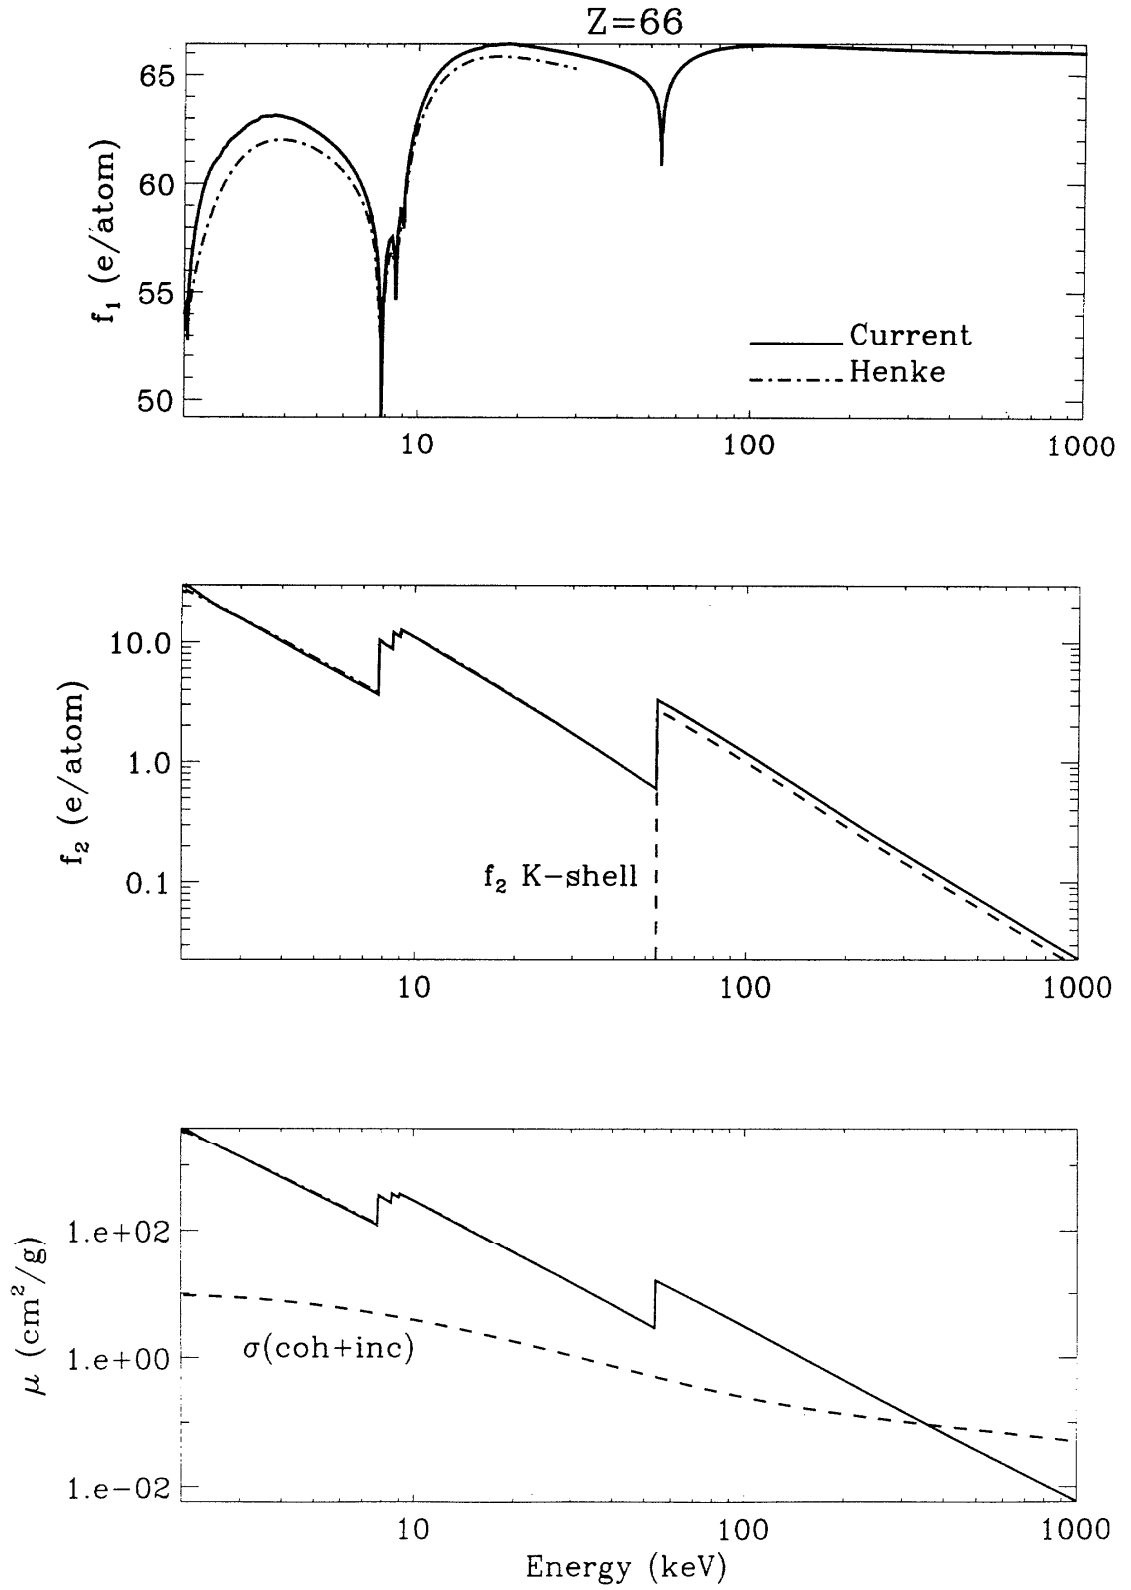 Z=66
65
60
55
50
f₁ (e/atom)
Current
Henke
10 100 1000
10.0
1.0
0.1
f₂ (e/atom)
f₂ K-shell
10 100 1000
1.e+02
1.e+00
1.e-02
μ (cm²/g)
σ(coh+inc)
10 100 1000
Energy (keV)